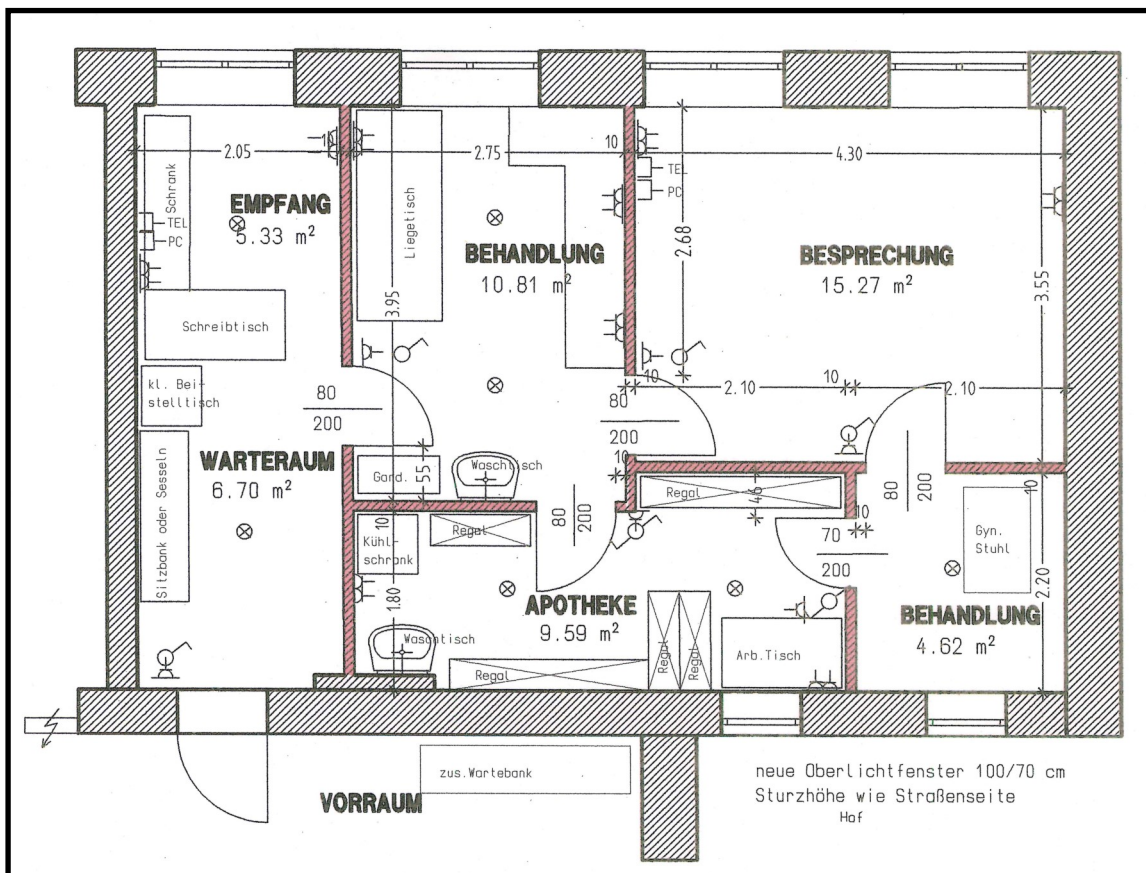 2.05
10
2.75
10
4.30
TEL
PC
Schrank
EMPFANG
5.33 m²
TEL
PC
Liegetisch
BEHANDLUNG
10.81 m²
2.68
BESPRECHUNG
15.27 m²
3.55
3.95
Schreibtisch
kl. Bei-
stelltisch
80
200
10
80
200
2.10
10
2.10
Sitzbank oder Sesseln
WARTERAUM
6.70 m²
Gard.
55
Waschtisch
10
80
200
Regal
46
80
200
10
10
Kühl-
schrank
10
Regal
70
200
Gyn.
Stuhl
2.20
1.80
APOTHEKE
9.59 m²
BEHANDLUNG
4.62 m²
Waschtisch
Regal
Regal
Regal
Arb.Tisch
zus.Wartebank
VORRAUM
neue Oberlichtfenster 100/70 cm
Sturzhöhe wie Straßenseite
Hof